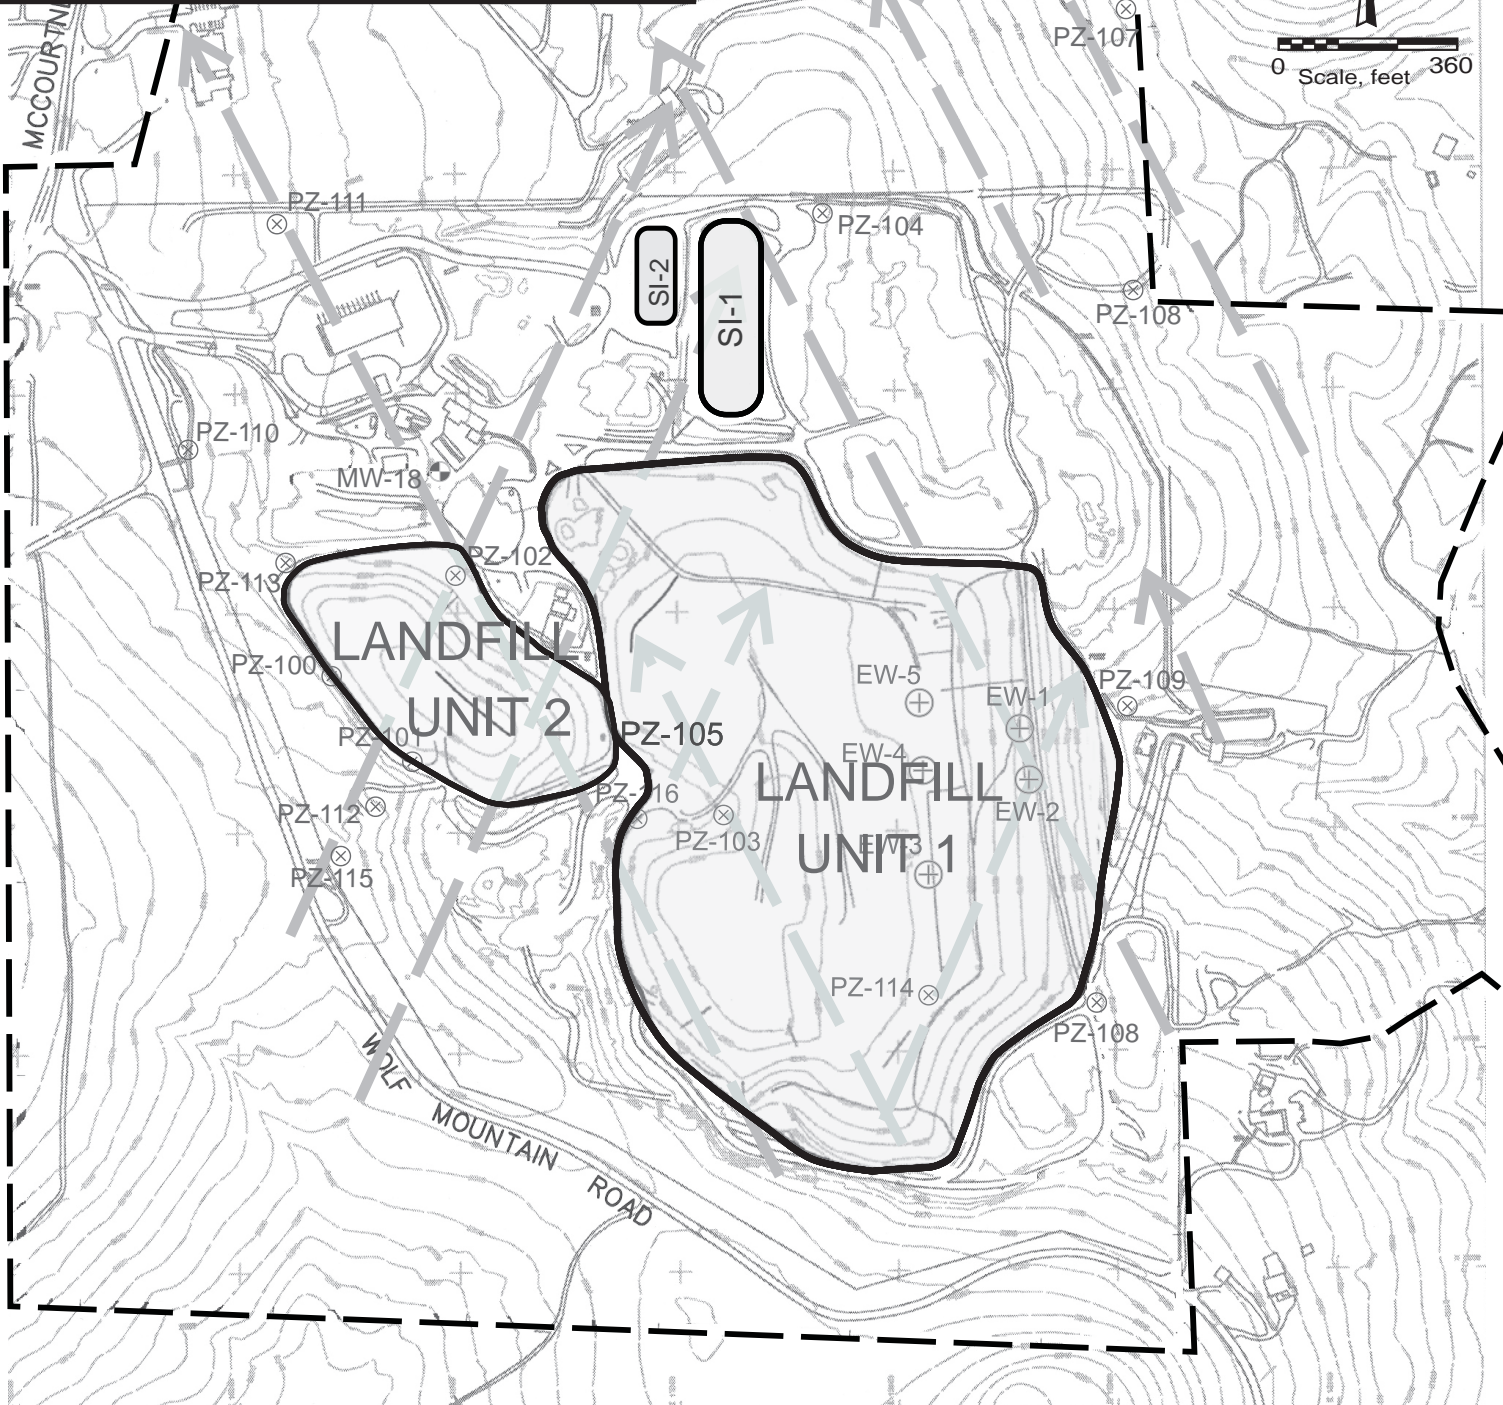 MCCOURTNE
PZ-107
0
360
Scale, feet
PZ-111
PZ-104
SI-2
SI-1
PZ-108
PZ-110
MW-18
PZ-102
PZ-113
LANDFILL
UNIT 2
PZ-100
EW-5
EW-1
PZ-109
PZ-101
PZ-105
EW-4
LANDFILL
UNIT 1
PZ-116
EW-2
PZ-112
PZ-103
EW-3
PZ-115
PZ-114
PZ-108
WOLF
MOUNTAIN
ROAD